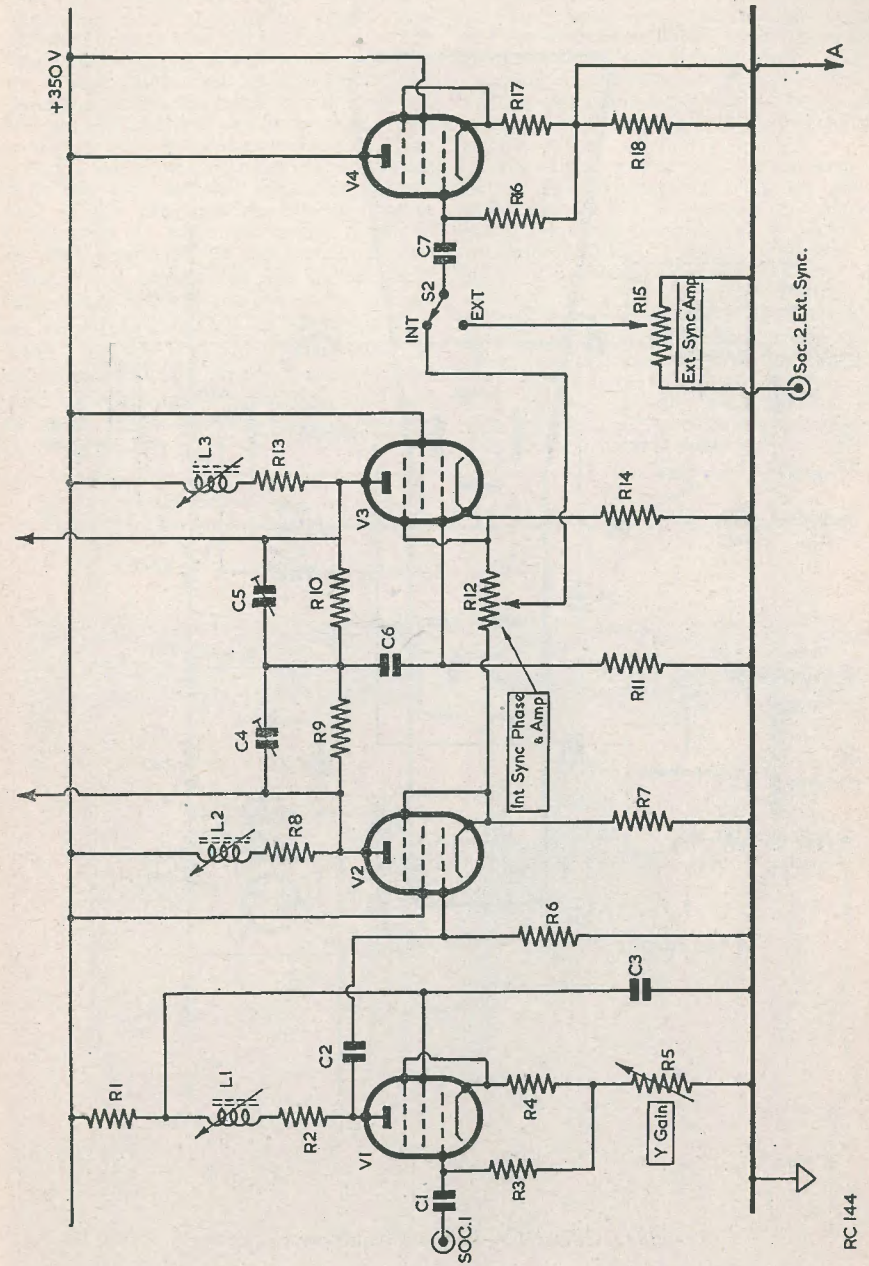 +350V
R1
L1
R2
C2
V1
C1
SOC.1
R3
R4
R5
Y Gain
C3
R6
L2
R8
V2
R7
C4
R9
C5
R10
C6
Int Sync Phase
& Amp
R12
R11
L3
R13
V3
R14
INT
S2
EXT
C7
R15
Ext Sync Amp
Soc.2.Ext.Sync.
V4
R16
R17
R18
A
RC 144